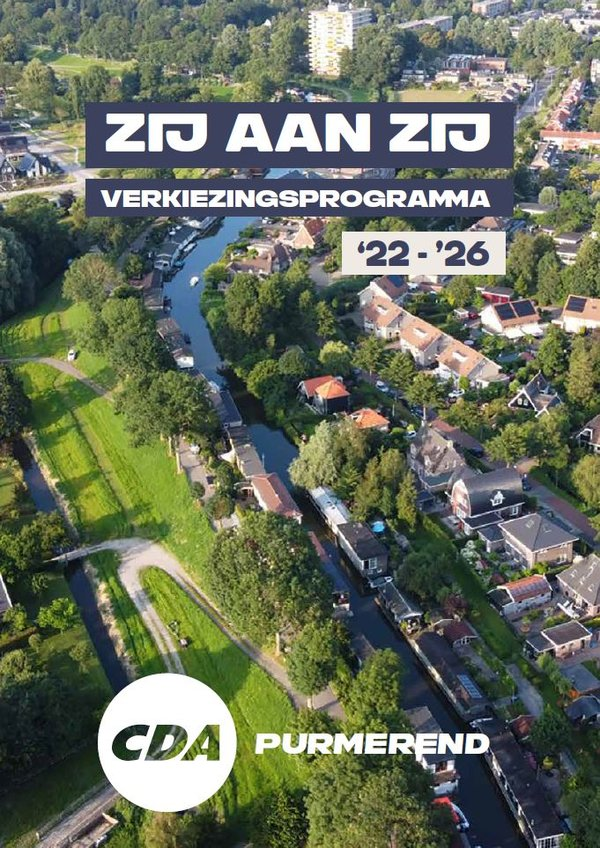 ZIJ AAN ZIJ
VERKIEZINGSPROGRAMMA
‘22 - ’26
CDA PURMEREND